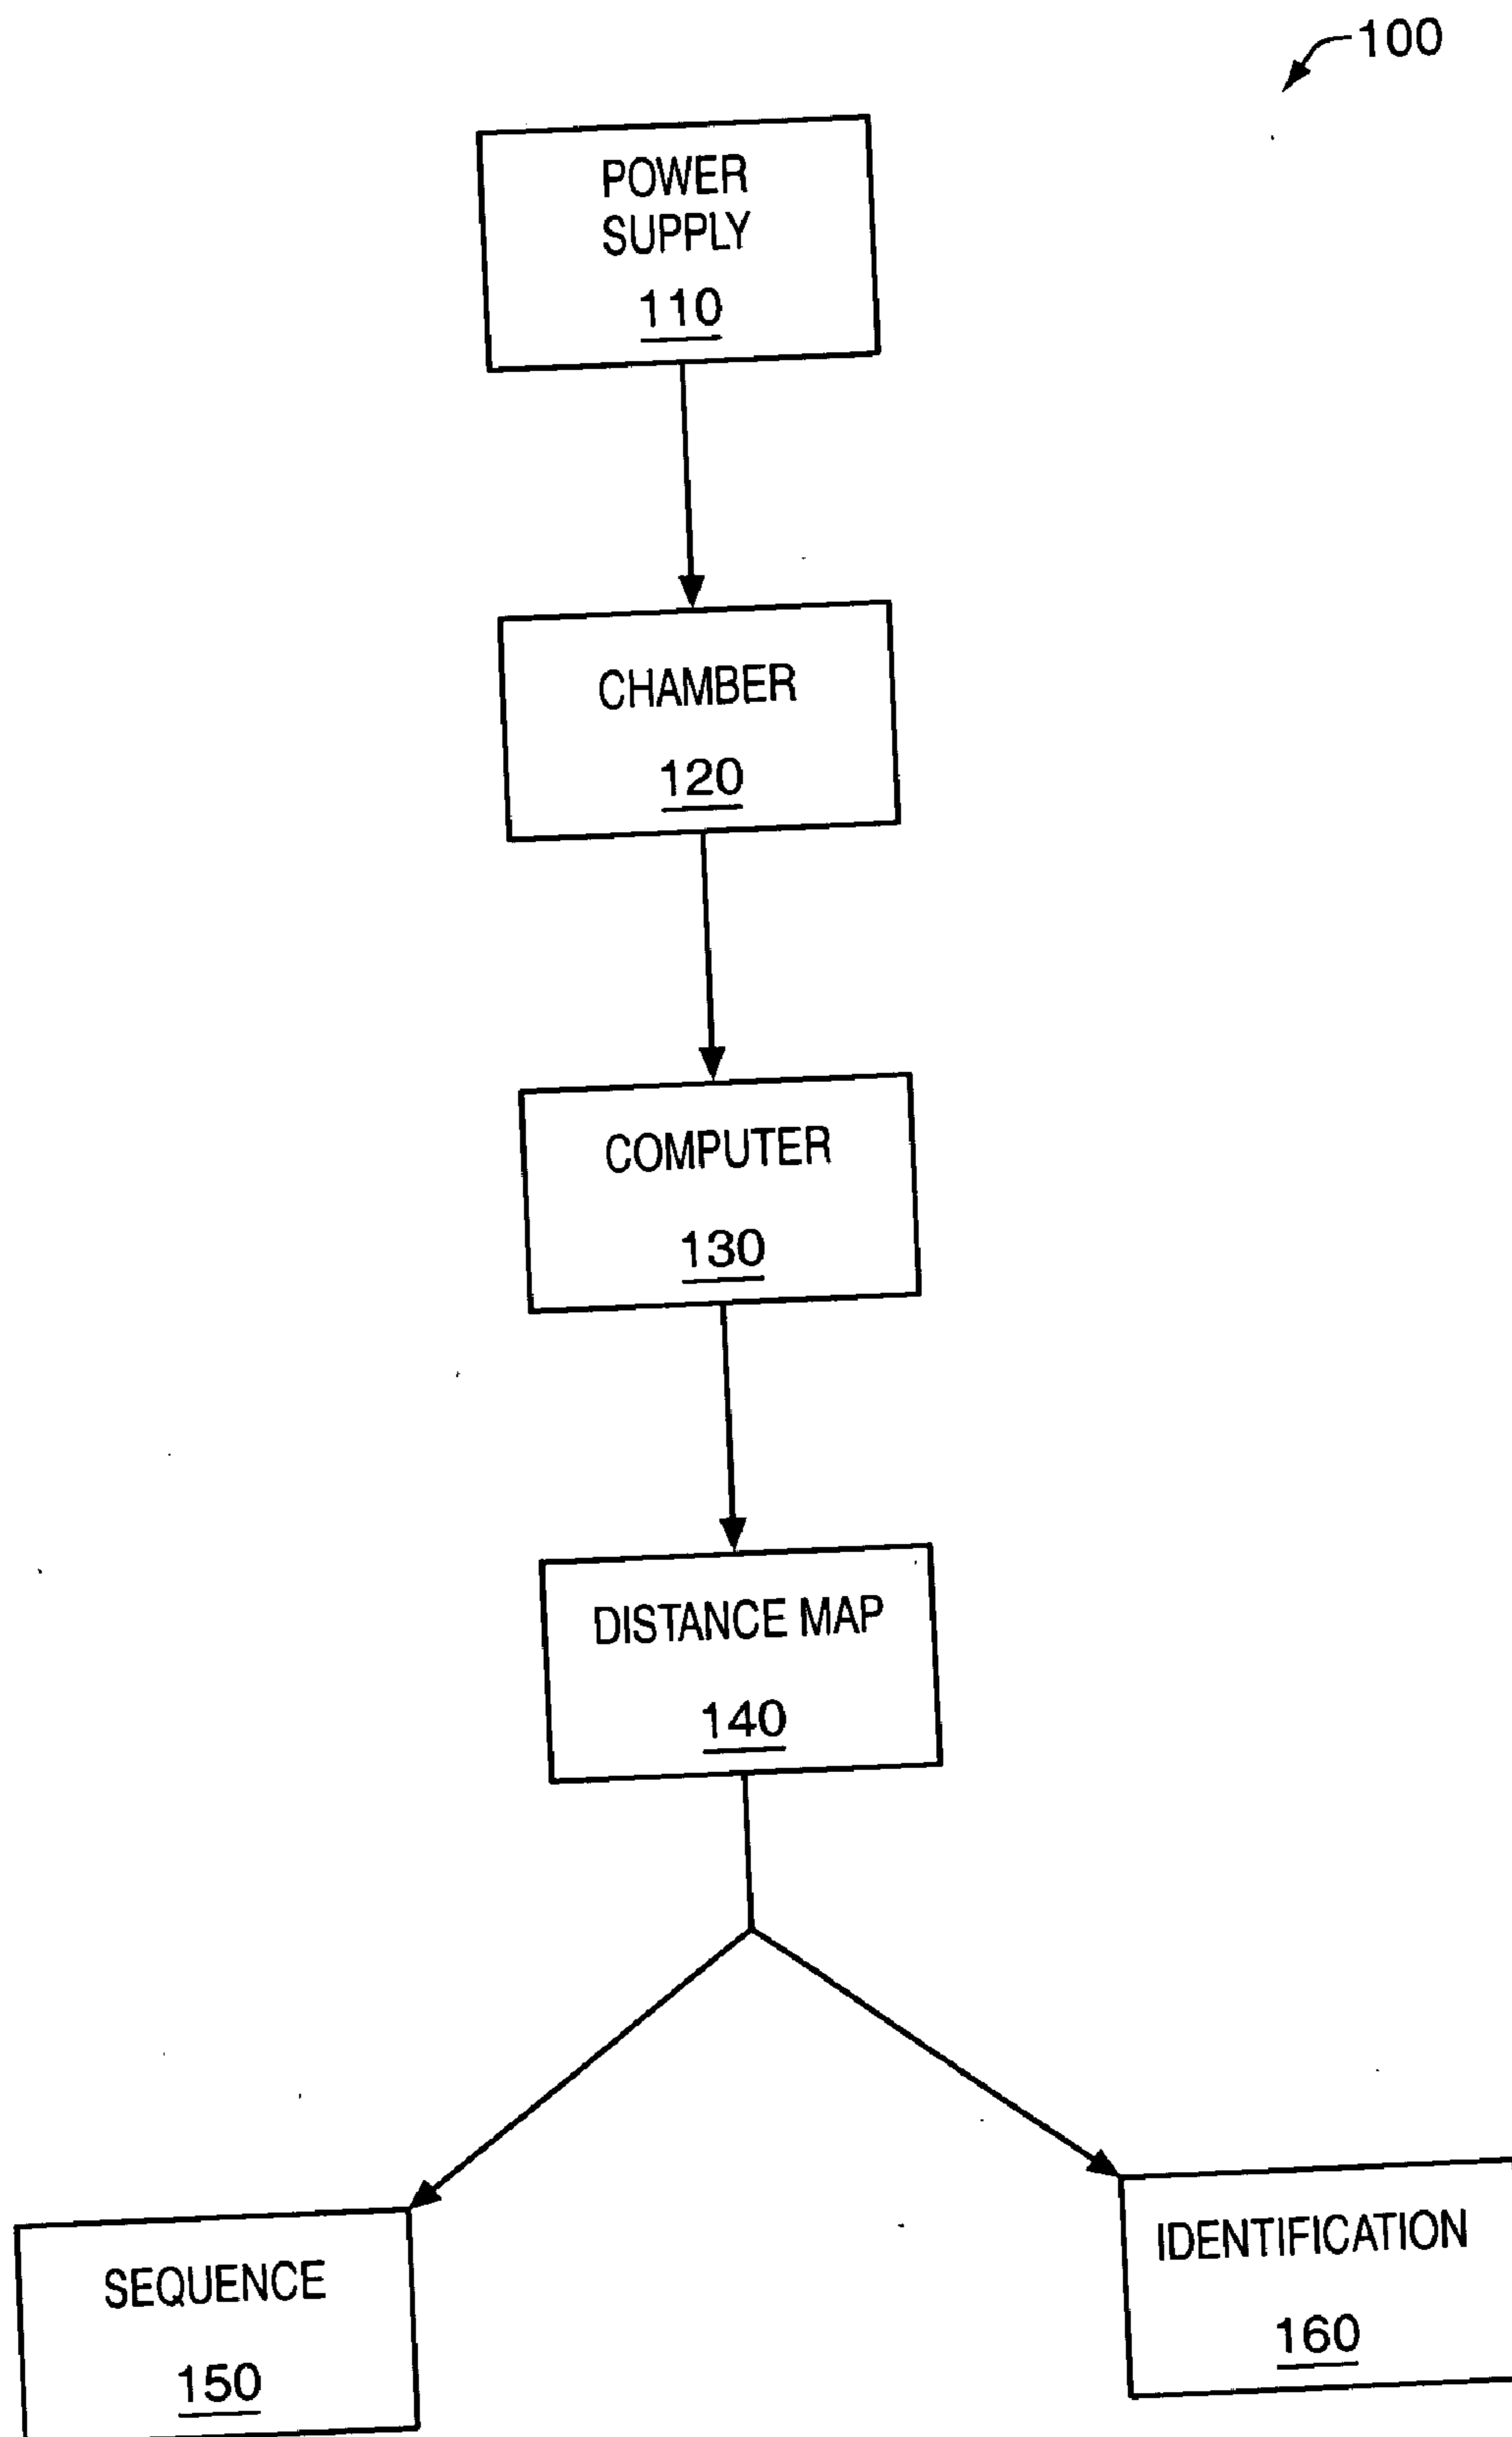 100
POWER
SUPPLY
110
CHAMBER
120
COMPUTER
130
DISTANCE MAP
140
SEQUENCE
150
IDENTIFICATION
160